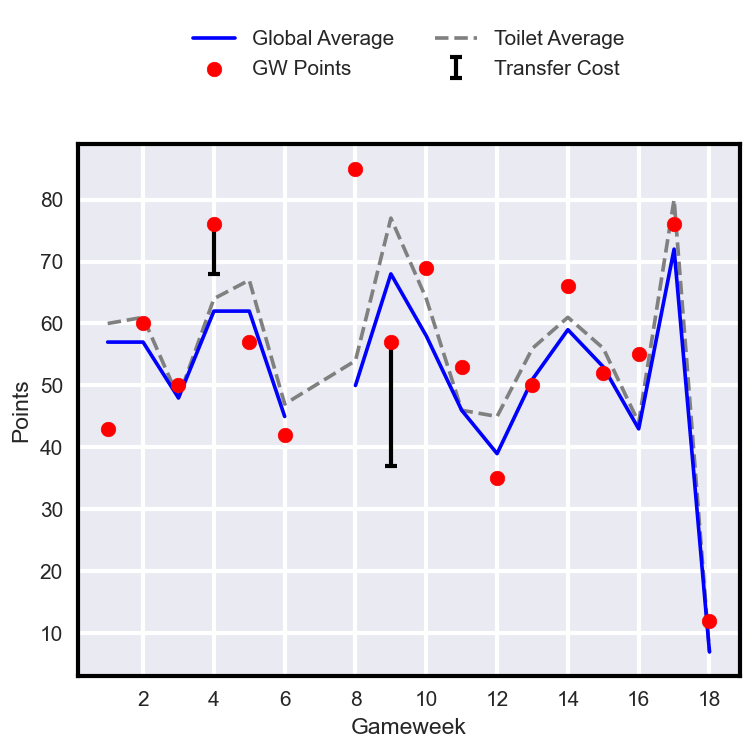 Global Average
Toilet Average
GW Points
Transfer Cost
80
70
60
50
40
30
20
10
Points
2 4 6 8 10 12 14 16 18
Gameweek